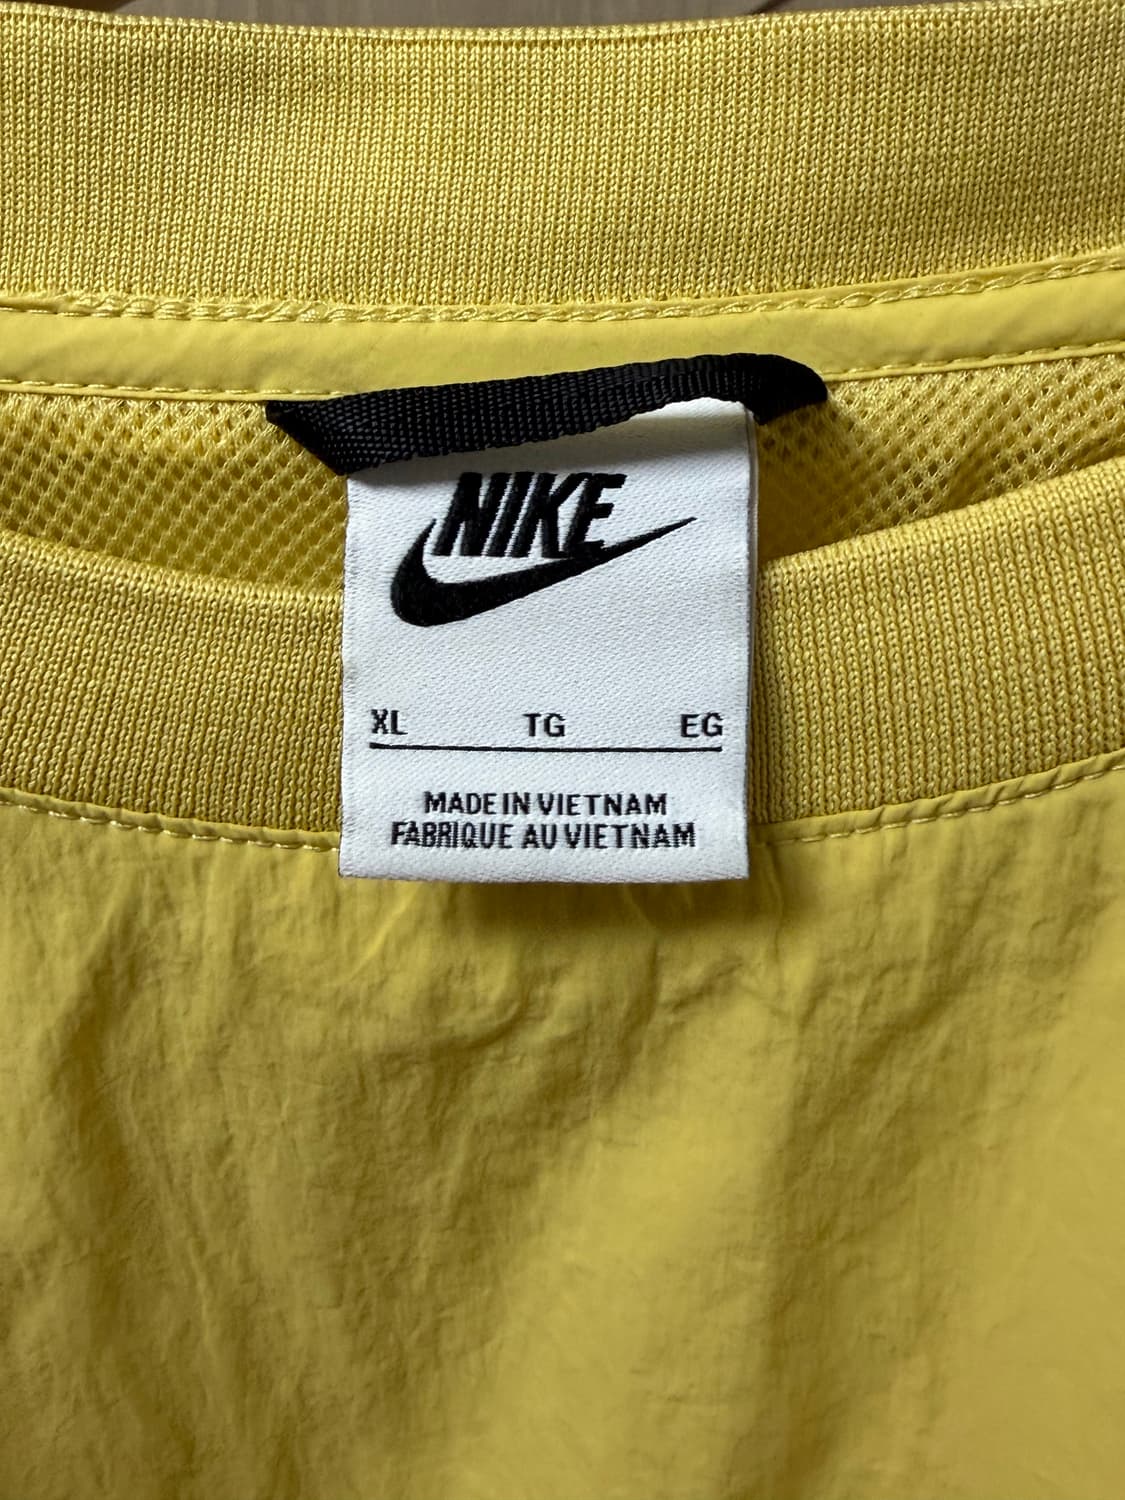 NIKE
XL TG EG
MADE IN VIETNAM
FABRIQUE AU VIETNAM